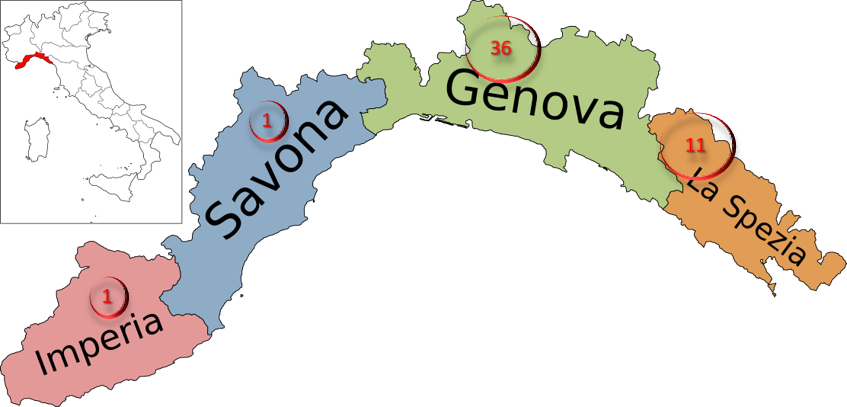 36
Genova
1
Savona
11
La Spezia
1
Imperia